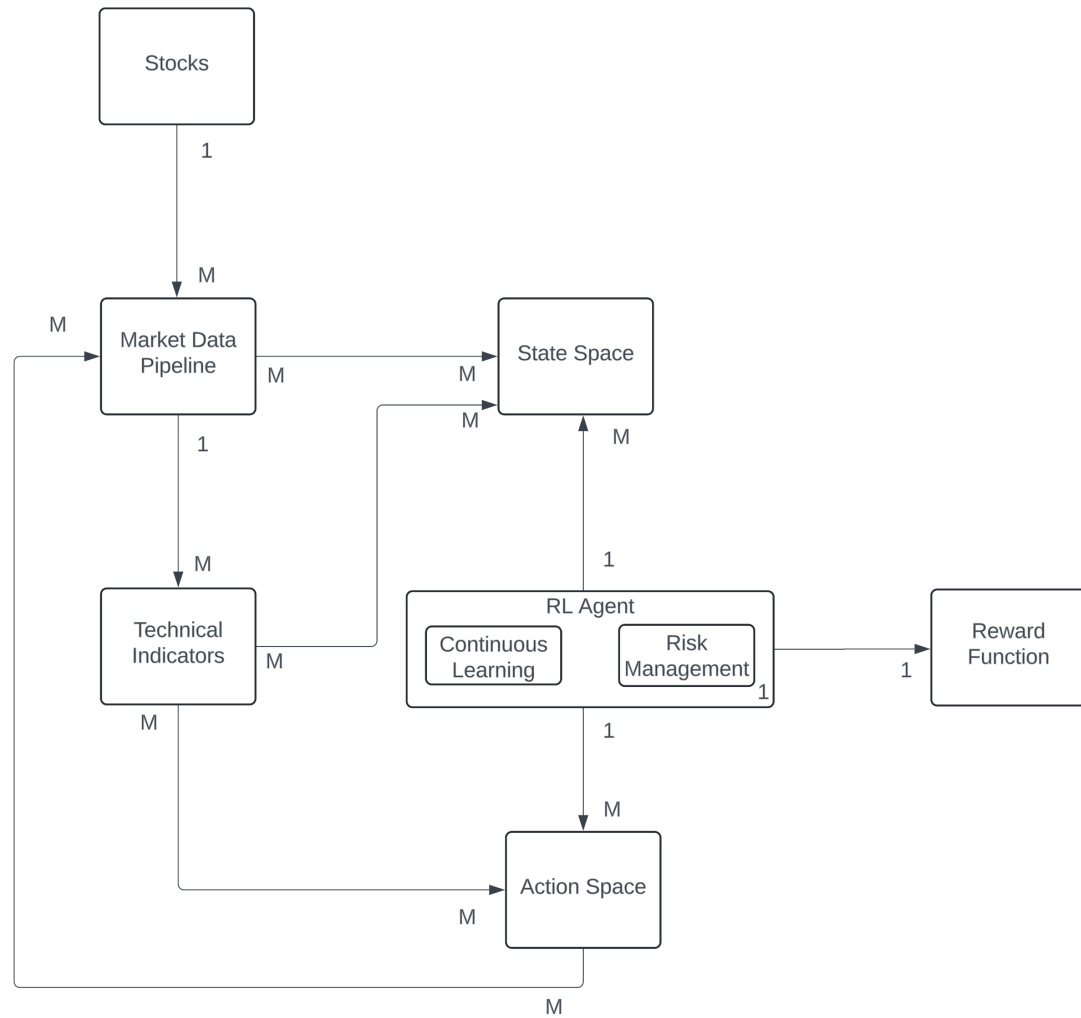 Stocks
1
M
M
Market Data
Pipeline
State Space
M
M
M
M
1
M
1
RL Agent
Technical
Indicators
Continuous
Learning
Risk
Management
Reward
Function
M
1
1
M
1
M
Action Space
M
M